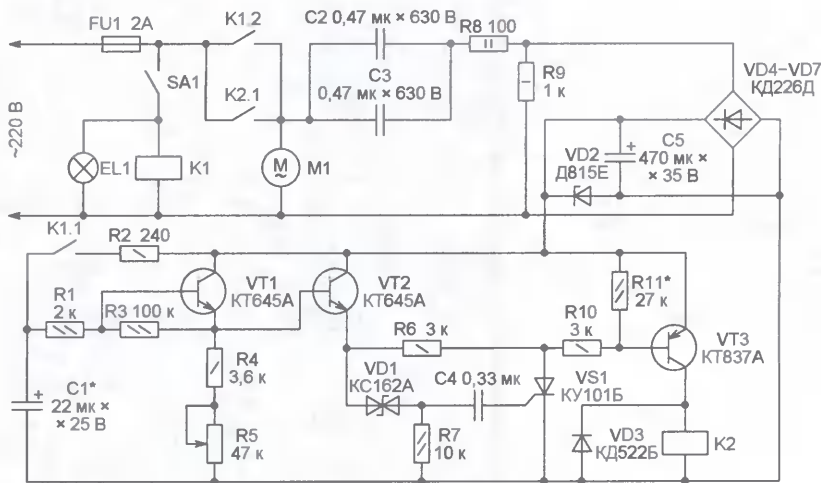 FU1 2А
K1.2
C2 0,47 мк × 630 В
R8 100
SA1
K2.1
C3
0,47 мк × 630 В
R9
1 к
VD4–VD7
КД226Д
~220 В
EL1
K1
M
~
M1
VD2
Д815Е
+
C5
470 мк ×
× 35 В
K1.1
R2 240
VT1
КТ645А
VT2
КТ645А
R11*
27 к
R1
2 к
R3 100 к
R6 3 к
R10
3 к
VT3
КТ837А
R4
3,6 к
VD1
КС162А
C4 0,33 мк
VS1
КУ101Б
+
C1*
22 мк ×
× 25 В
R5
47 к
R7
10 к
VD3
КД522Б
K2